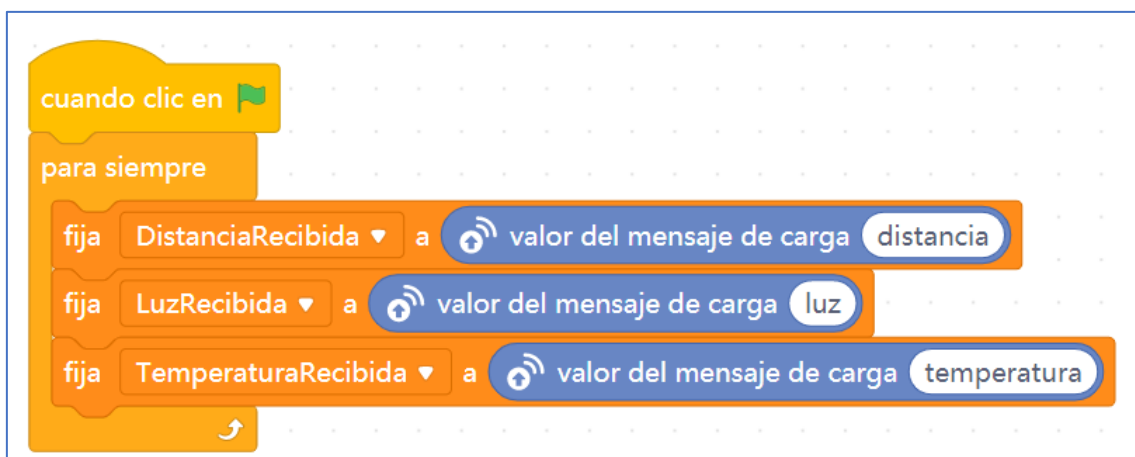 cuando clic en
para siempre
fija DistanciaRecibida a valor del mensaje de carga distancia
fija LuzRecibida a valor del mensaje de carga luz
fija TemperaturaRecibida a valor del mensaje de carga temperatura